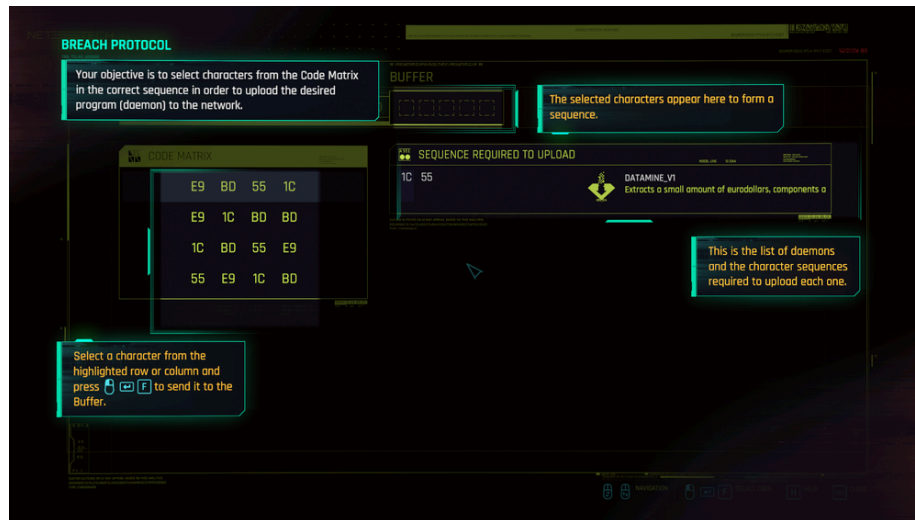 BREACH PROTOCOL
Your objective is to select characters from the Code Matrix
in the correct sequence in order to upload the desired
program (daemon) to the network.
BUFFER
The selected characters appear here to form a
sequence.
CODE MATRIX
E9 BD 55 1C
E9 1C BD BD
1C BD 55 E9
55 E9 1C BD
SEQUENCE REQUIRED TO UPLOAD
1C 55
DATAMINE_V1
Extracts a small amount of eurodollars, components a
This is the list of daemons
and the character sequences
required to upload each one.
Select a character from the
highlighted row or column and
press F to send it to the
Buffer.
NAVIGATION
F